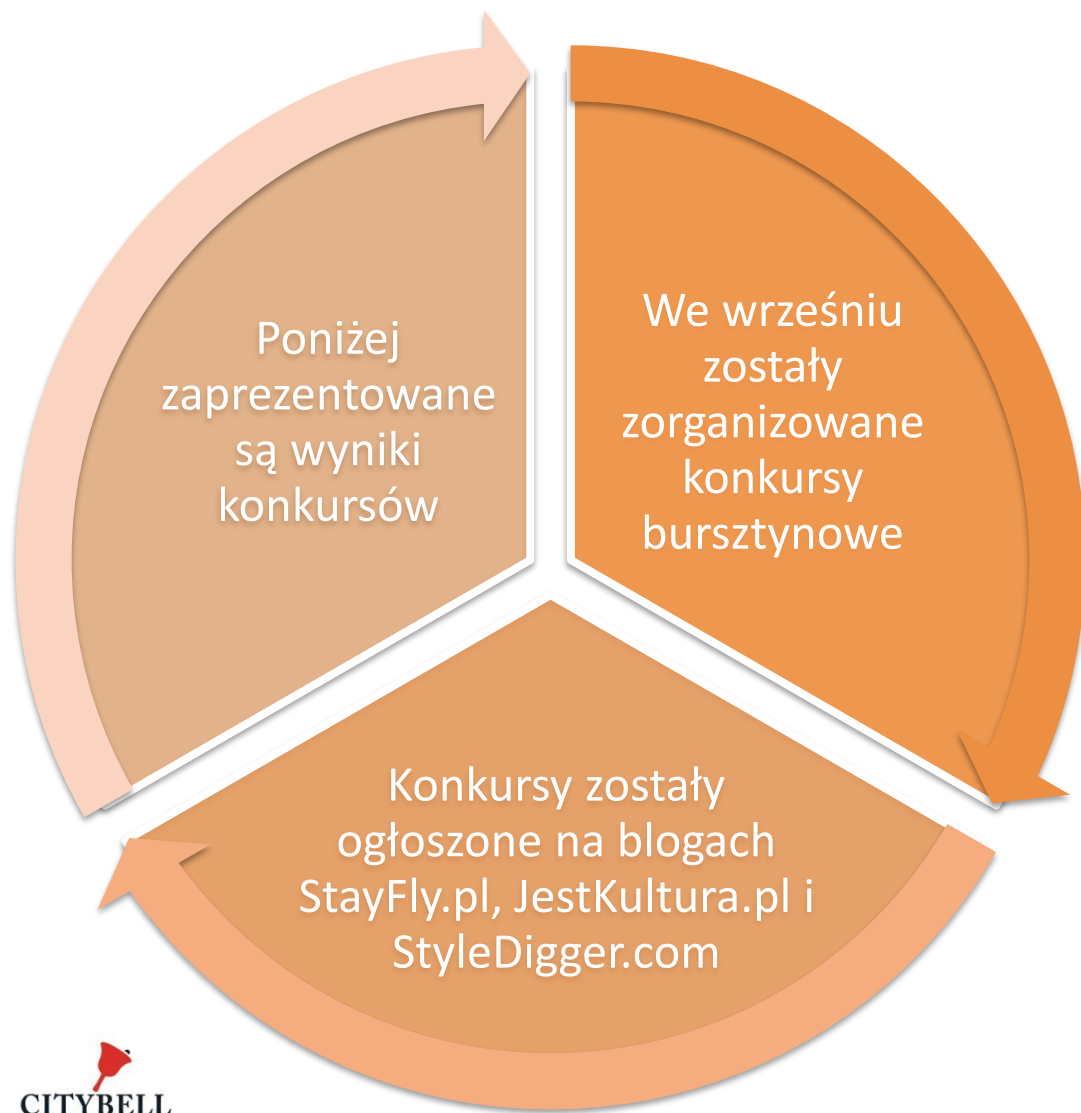 We wrześniu
zostały
zorganizowane
konkursy
bursztynowe
Konkursy zostały
ogłoszone na blogach
StayFly.pl, JestKultura.pl i
StyleDigger.com
Poniżej
zaprezentowane
są wyniki
konkursów
CITYBELL